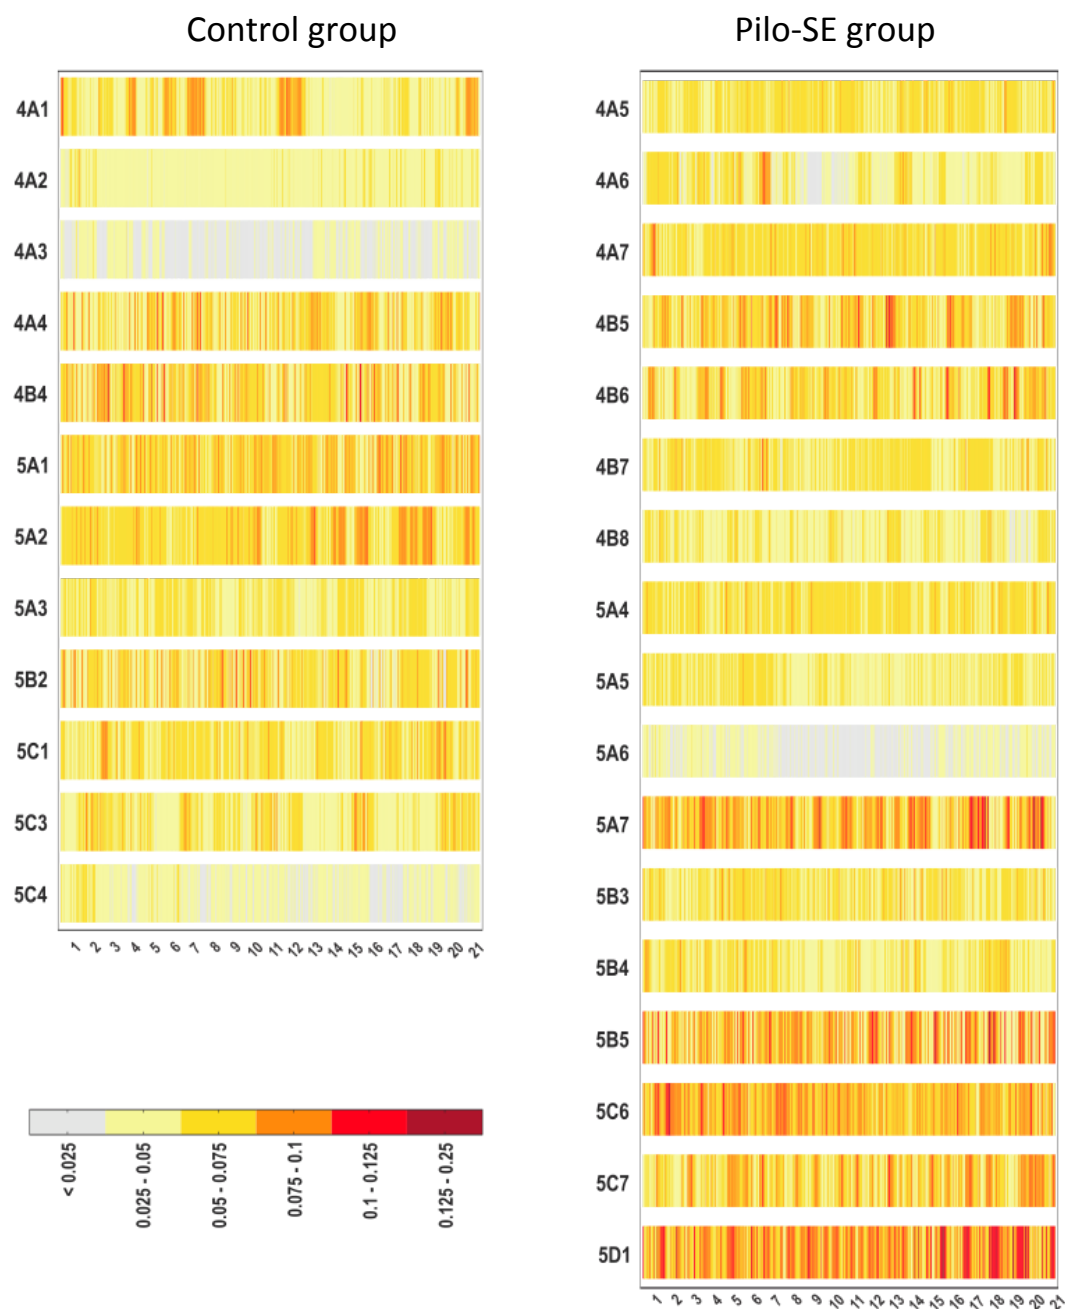 Control group
4A1
4A2
4A3
4A4
4B4
5A1
5A2
5A3
5B2
5C1
5C3
5C4
1 2 3 4 5 6 7 8 9 10 11 12 13 14 15 16 17 18 19 20 21
< 0.025
0.025 - 0.05
0.05 - 0.075
0.075 - 0.1
0.1 - 0.125
0.125 - 0.25
Pilo-SE group
4A5
4A6
4A7
4B5
4B6
4B7
4B8
5A4
5A5
5A6
5A7
5B3
5B4
5B5
5C6
5C7
5D1
1 2 3 4 5 6 7 8 9 10 11 12 13 14 15 16 17 18 19 20 21